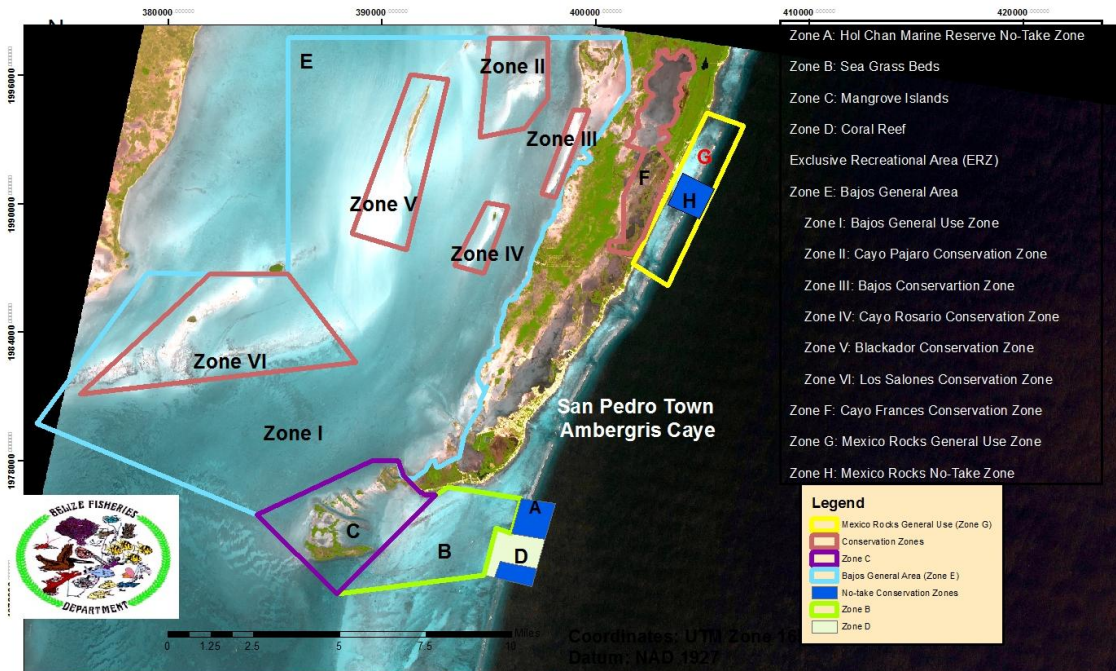 380000
390000
400000
410000
420000
1996000
1990000
1984000
1978000
E
Zone II
Zone III
G
F
H
Zone V
Zone IV
Zone VI
Zone I
San Pedro Town
Ambergris Caye
C
B
A
D
Zone A: Hol Chan Marine Reserve No-Take Zone
Zone B: Sea Grass Beds
Zone C: Mangrove Islands
Zone D: Coral Reef
Exclusive Recreational Area (ERZ)
Zone E: Bajos General Area
Zone I: Bajos General Use Zone
Zone II: Cayo Pajaro Conservation Zone
Zone III: Bajos Conservartion Zone
Zone IV: Cayo Rosario Conservation Zone
Zone V: Blackador Conservation Zone
Zone VI: Los Salones Conservation Zone
Zone F: Cayo Frances Conservation Zone
Zone G: Mexico Rocks General Use Zone
Zone H: Mexico Rocks No-Take Zone
Legend
Mexico Rocks General Use (Zone G)
Conservation Zones
Zone C
Bajos General Area (Zone E)
No-take Conservation Zones
Zone B
Zone D
BELIZE FISHERIES
DEPARTMENT
Miles
0 1.25 2.5 5 7.5 10
Coordinates: UTM Zone 16
Datum: NAD 1927